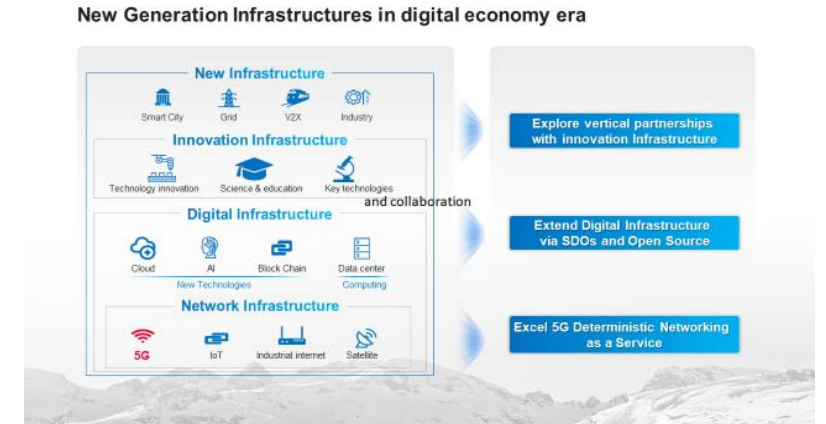 New Generation Infrastructures in digital economy era
New Infrastructure
Smart City
Grid
V2X
Industry
Innovation Infrastructure
Technology innovation
Science & education
Key technologies
and collaboration
Digital Infrastructure
Cloud
AI
Block Chain
Data center
New Technologies
Computing
Network Infrastructure
5G
IoT
Industrial internet
Satellite
Explore vertical partnerships
with innovation Infrastructure
Extend Digital Infrastructure
via SDOs and Open Source
Excel 5G Deterministic Networking
as a Service